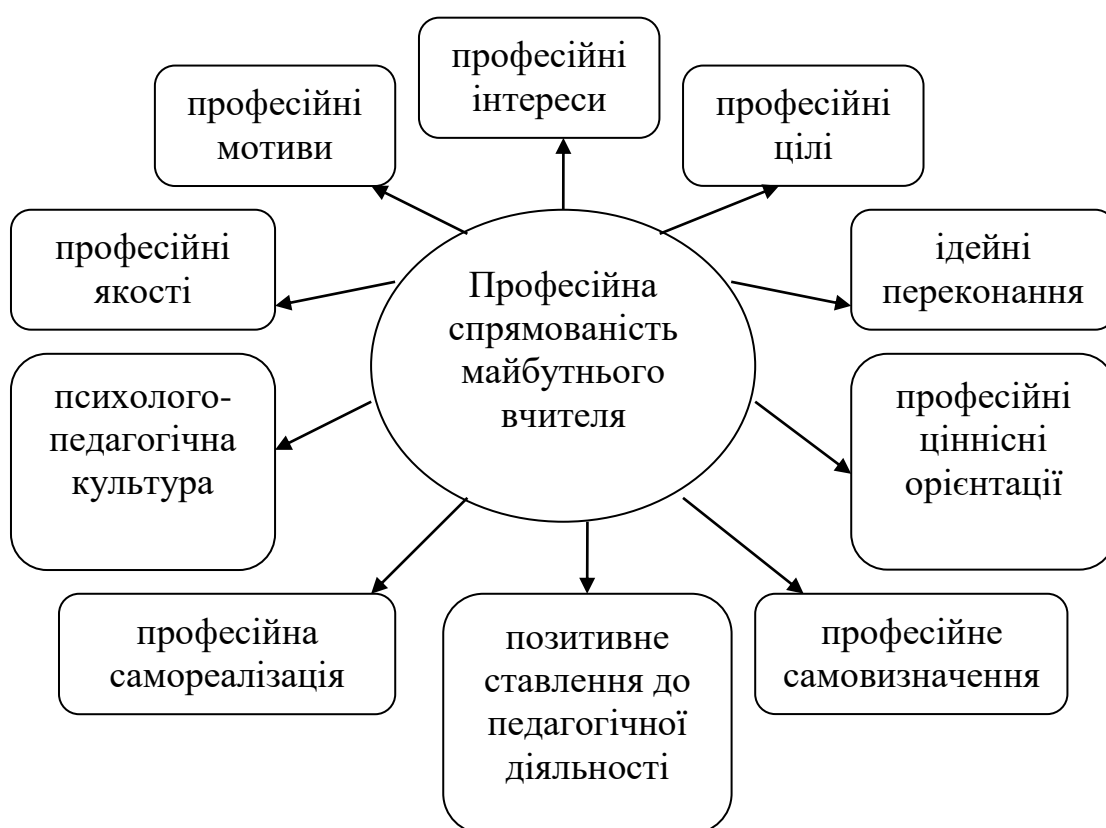 професійні
інтереси
професійні
мотиви
професійні
цілі
професійні
якості
Професійна
спрямованість
майбутнього
вчителя
ідейні
переконання
психолого-
педагогічна
культура
професійні
ціннісні
орієнтації
професійна
самореалізація
позитивне
ставлення до
педагогічної
діяльності
професійне
самовизначення